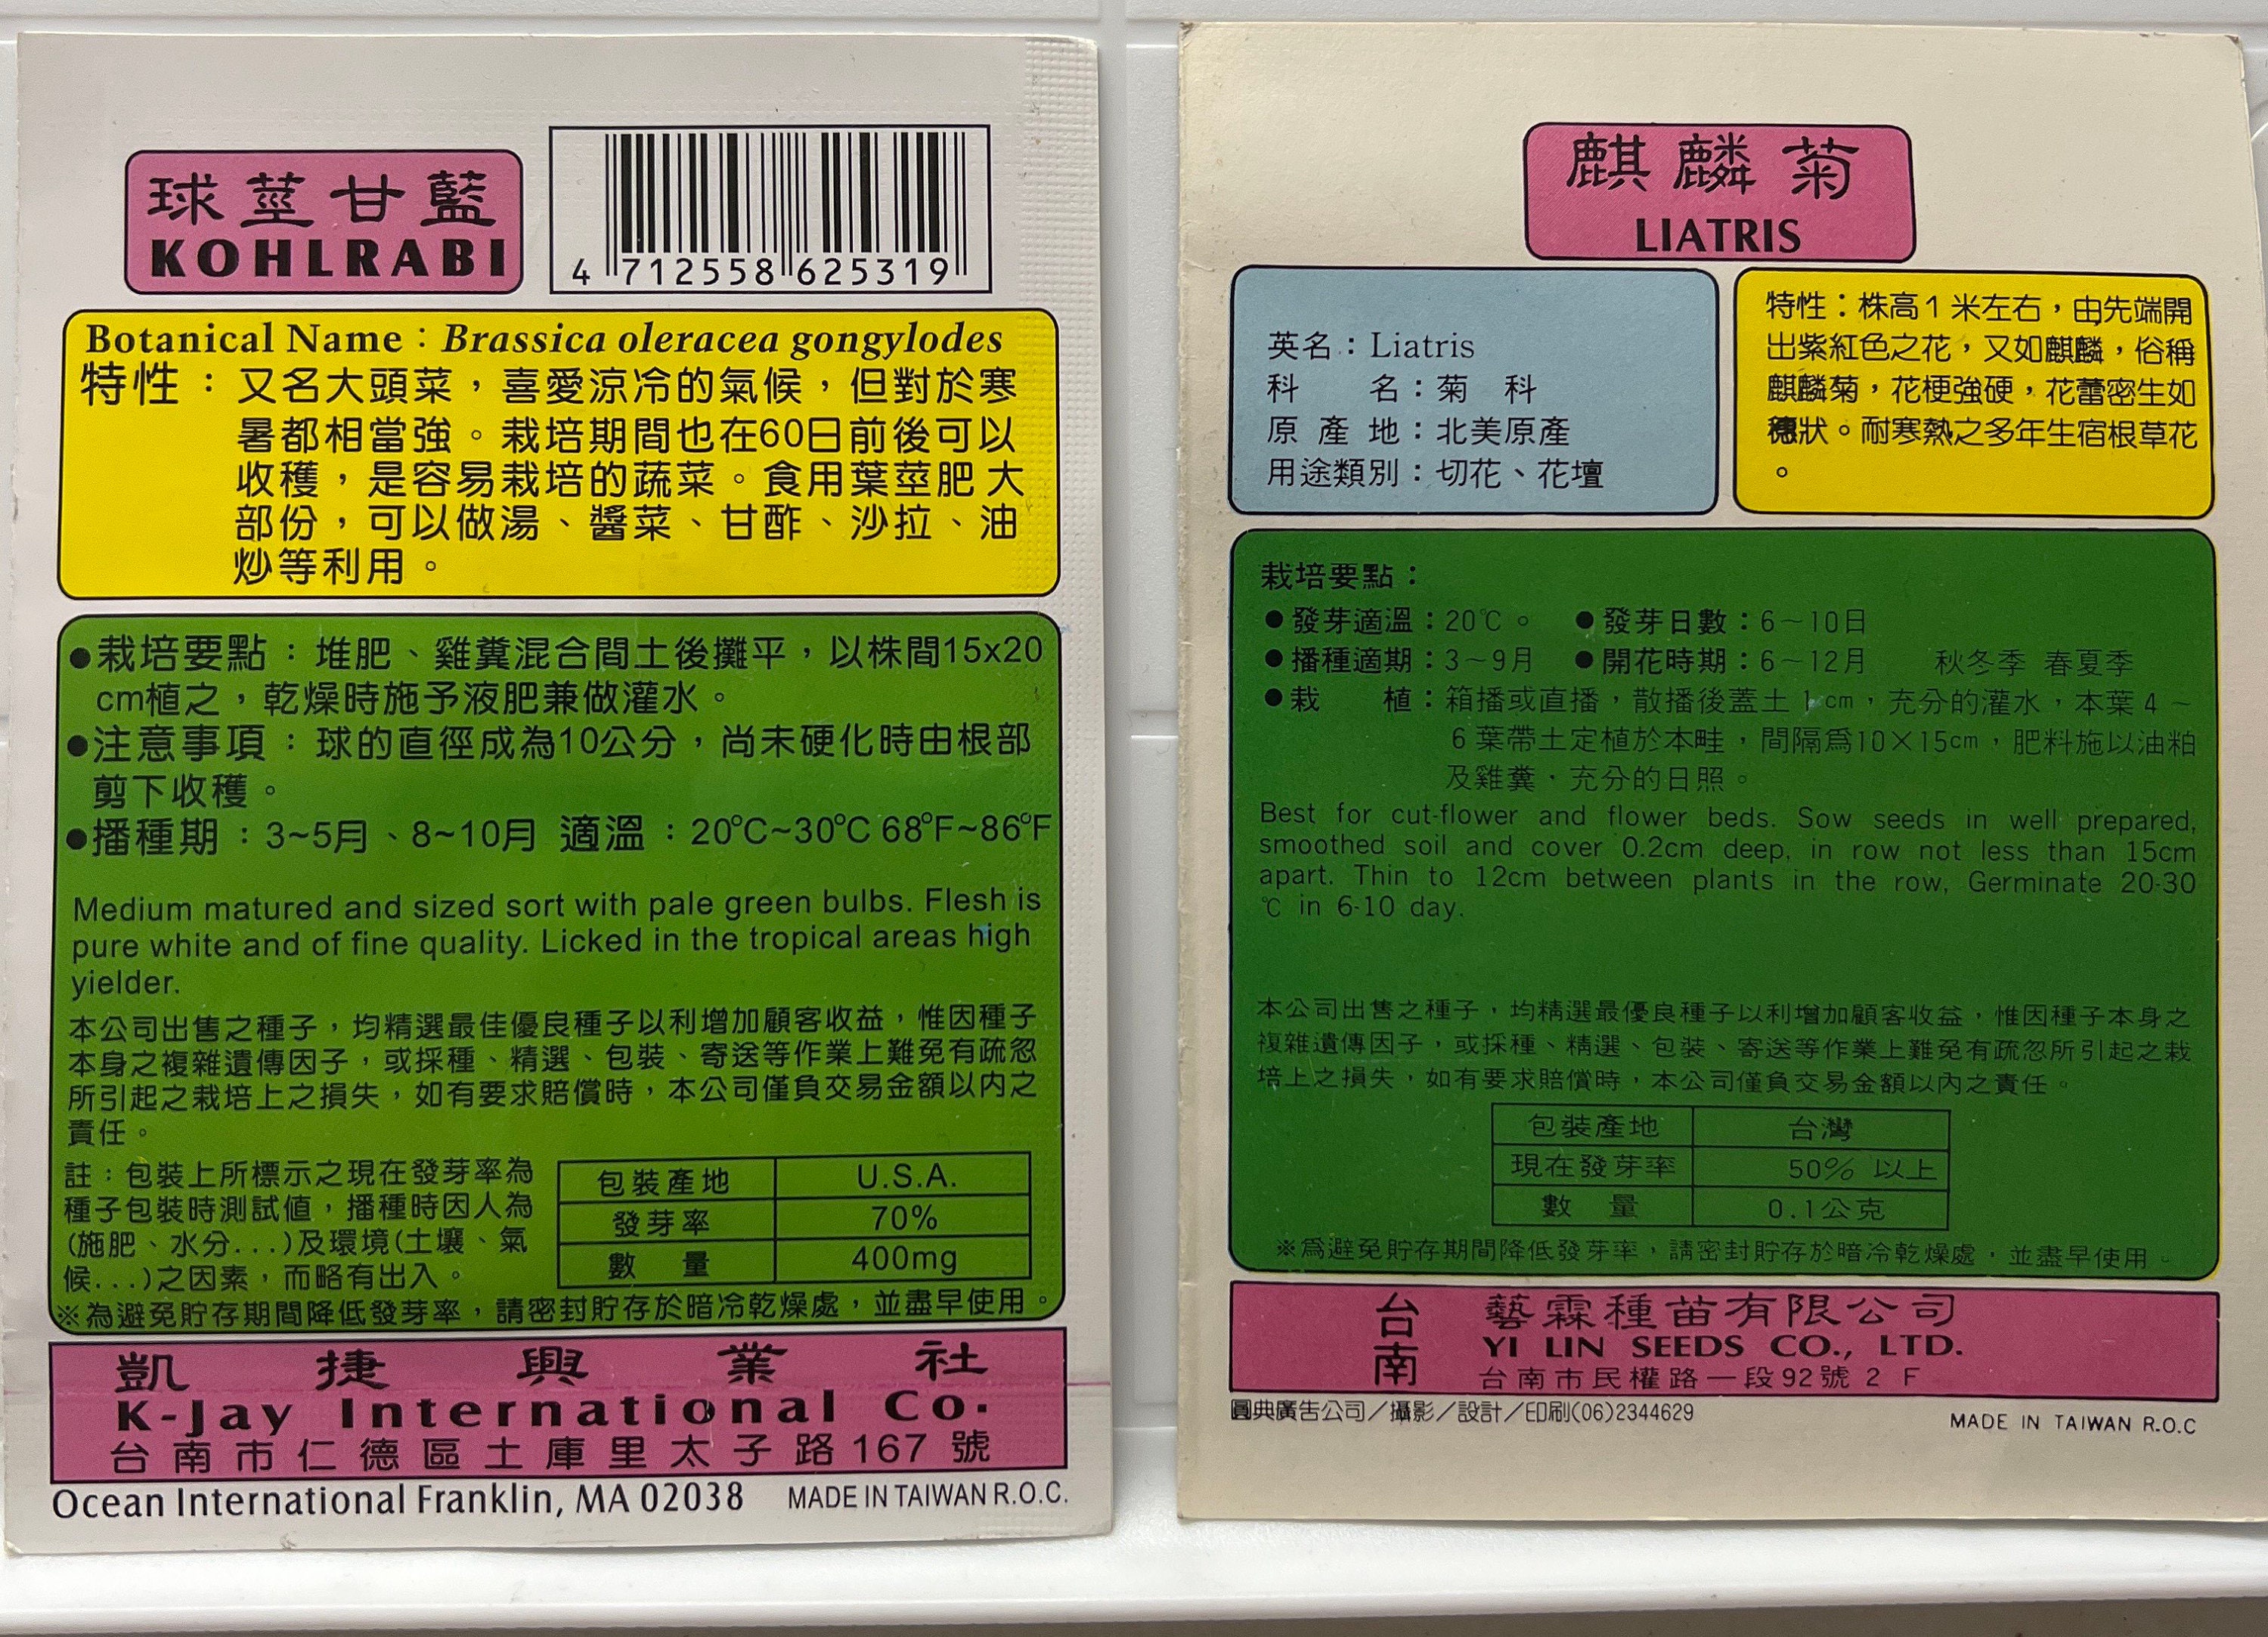 球莖甘藍
KOHLRABI
4 712558 625319
Botanical Name：Brassica oleracea gongylodes
特性：又名大頭菜，喜愛涼冷的氣候，但對於寒
暑都相當強。栽培期間也在60日前後可以
收穫，是容易栽培的蔬菜。食用葉莖肥大
部份，可以做湯、醬菜、甘酢、沙拉、油
炒等利用。
●栽培要點：堆肥、雞糞混合間土後攤平，以株間15x20
cm植之，乾燥時施予液肥兼做灌水。
●注意事項：球的直徑成為10公分，尚未硬化時由根部
剪下收穫。
●播種期：3~5月、8~10月 適溫：20℃~30℃ 68℉~86℉
Medium matured and sized sort with pale green bulbs. Flesh is
pure white and of fine quality. Licked in the tropical areas high
yielder.
本公司出售之種子，均精選最佳優良種子以利增加顧客收益，惟因種子
本身之複雜遺傳因子，或採種、精選、包裝、寄送等作業上難免有疏忽
所引起之栽培上之損失，如有要求賠償時，本公司僅負交易金額以內之
責任。
註：包裝上所標示之現在發芽率為
種子包裝時測試值，播種時因人為
(施肥、水分...)及環境(土壤、氣
候...)之因素，而略有出入。
包裝產地 U.S.A.
發芽率 70%
數 量 400mg
※為避免貯存期間降低發芽率，請密封貯存於暗冷乾燥處，並盡早使用。
凱捷興業社
K-Jay International Co.
台南市仁德區土庫里太子路167號
Ocean International Franklin, MA 02038 MADE IN TAIWAN R.O.C.
麒麟菊
LIATRIS
英名：Liatris
科 名：菊 科
原 產 地：北美原產
用途類別：切花、花壇
特性：株高1米左右，由先端開
出紫紅色之花，又如麒麟，俗稱
麒麟菊，花梗強硬，花蕾密生如
穗狀。耐寒熱之多年生宿根草花
。
栽培要點：
●發芽適溫：20℃。 ●發芽日數：6～10日
●播種適期：3～9月 ●開花時期：6～12月 秋冬季 春夏季
●栽 植：箱播或直播，散播後蓋土1cm，充分的灌水，本葉4～
6葉帶土定植於本畦，間隔爲10×15cm，肥料施以油粕
及雞糞、充分的日照。
Best for cut-flower and flower beds. Sow seeds in well prepared,
smoothed soil and cover 0.2cm deep, in row not less than 15cm
apart. Thin to 12cm between plants in the row, Germinate 20-30
℃ in 6-10 day.
本公司出售之種子，均精選最優良種子以利增加顧客收益，惟因種子本身之
複雜遺傳因子，或採種、精選、包裝、寄送等作業上難免有疏忽所引起之栽
培上之損失，如有要求賠償時，本公司僅負交易金額以內之責任。
包裝產地 台灣
現在發芽率 50% 以上
數 量 0.1公克
※爲避免貯存期間降低發芽率，請密封貯存於暗冷乾燥處，並盡早使用。
台南 藝霖種苗有限公司
YI LIN SEEDS CO., LTD.
台南市民權路一段92號 2 F
圓典廣告公司／攝影／設計／印刷(06)2344629
MADE IN TAIWAN R.O.C